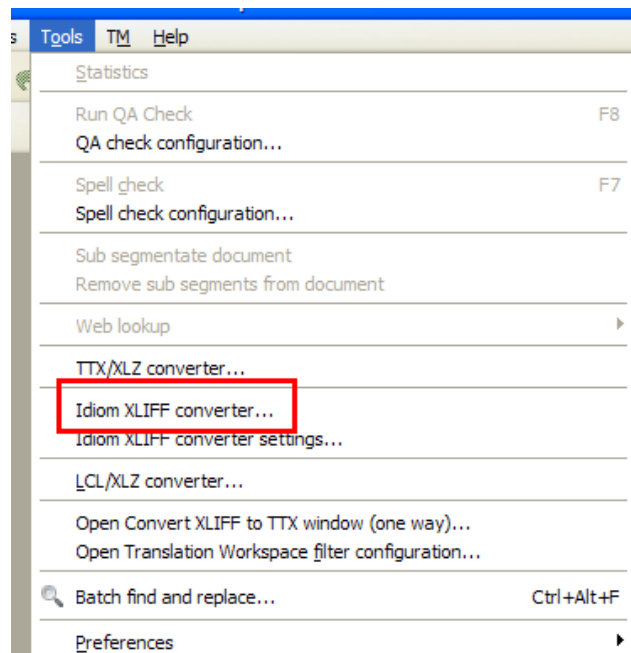 s Tools TM Help
Statistics
Run QA Check F8
QA check configuration...
Spell check F7
Spell check configuration...
Sub segmentate document
Remove sub segments from document
Web lookup
TTX/XLZ converter...
Idiom XLIFF converter...
Idiom XLIFF converter settings...
LCL/XLZ converter...
Open Convert XLIFF to TTX window (one way)...
Open Translation Workspace filter configuration...
Batch find and replace... Ctrl+Alt+F
Preferences